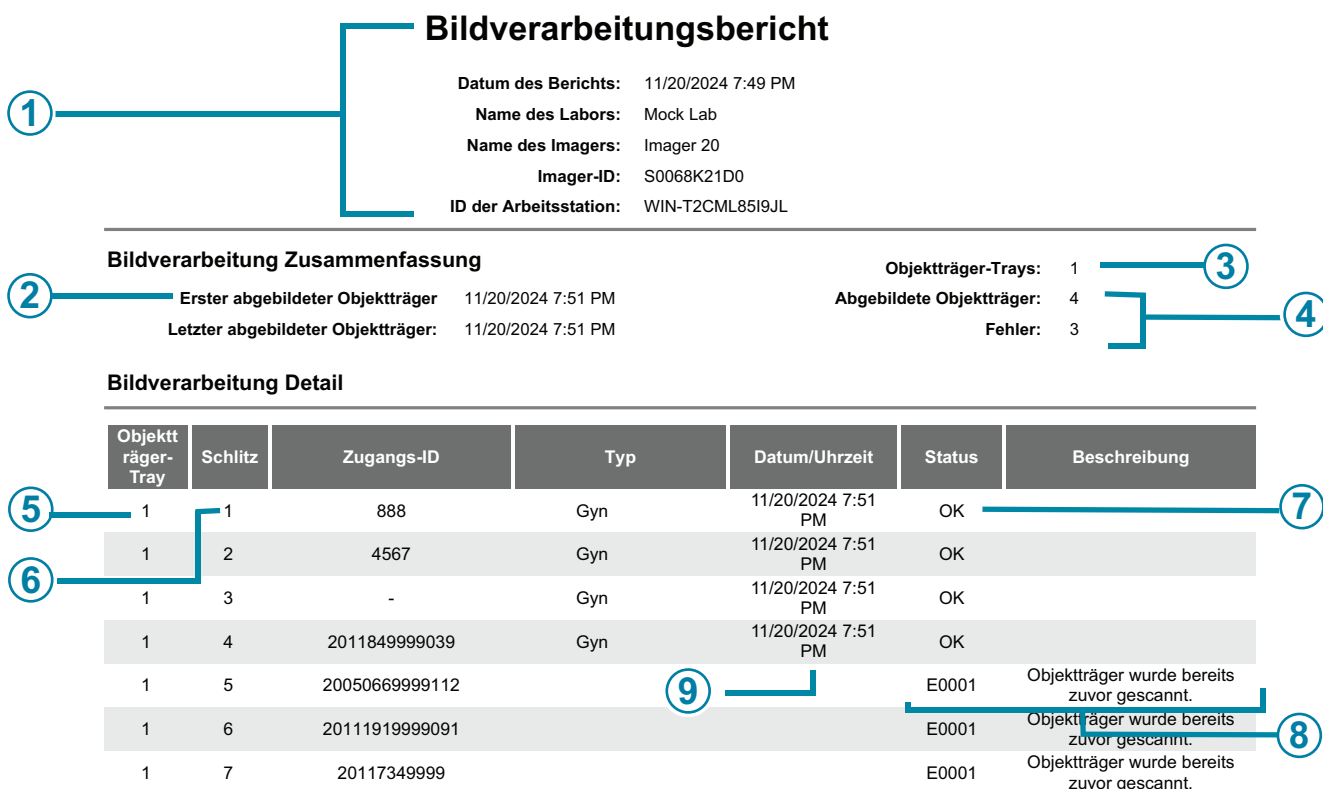 Bildverarbeitungsbericht
1
Datum des Berichts: 11/20/2024 7:49 PM
Name des Labors: Mock Lab
Name des Imagers: Imager 20
Imager-ID: S0068K21D0
ID der Arbeitsstation: WIN-T2CML85I9JL
Bildverarbeitung Zusammenfassung
Objektträger-Trays: 1
3
2
Erster abgebildeter Objektträger 11/20/2024 7:51 PM
Abgebildete Objektträger: 4
4
Letzter abgebildeter Objektträger: 11/20/2024 7:51 PM
Fehler: 3
Bildverarbeitung Detail
Objektt
räger-
Tray
Schlitz
Zugangs-ID
Typ
Datum/Uhrzeit
Status
Beschreibung
5
1 1 888 Gyn 11/20/2024 7:51
PM
OK
7
1 2 4567 Gyn 11/20/2024 7:51
PM
OK
6
1 3 - Gyn 11/20/2024 7:51
PM
OK
1 4 2011849999039 Gyn 11/20/2024 7:51
PM
OK
9
1 5 20050669999112 E0001 Objektträger wurde bereits
zuvor gescannt.
8
1 6 20111919999091 E0001 Objektträger wurde bereits
zuvor gescannt.
1 7 20117349999 E0001 Objektträger wurde bereits
zuvor gescannt.